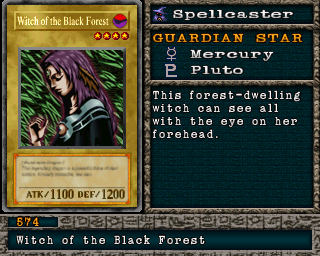 Witch of the Black Forest
ATK/1100 DEF/1200
Spellcaster
GUARDIAN STAR
Mercury
Pluto
This forest-dwelling
witch can see all
with the eye on her
forehead.
574
Witch of the Black Forest